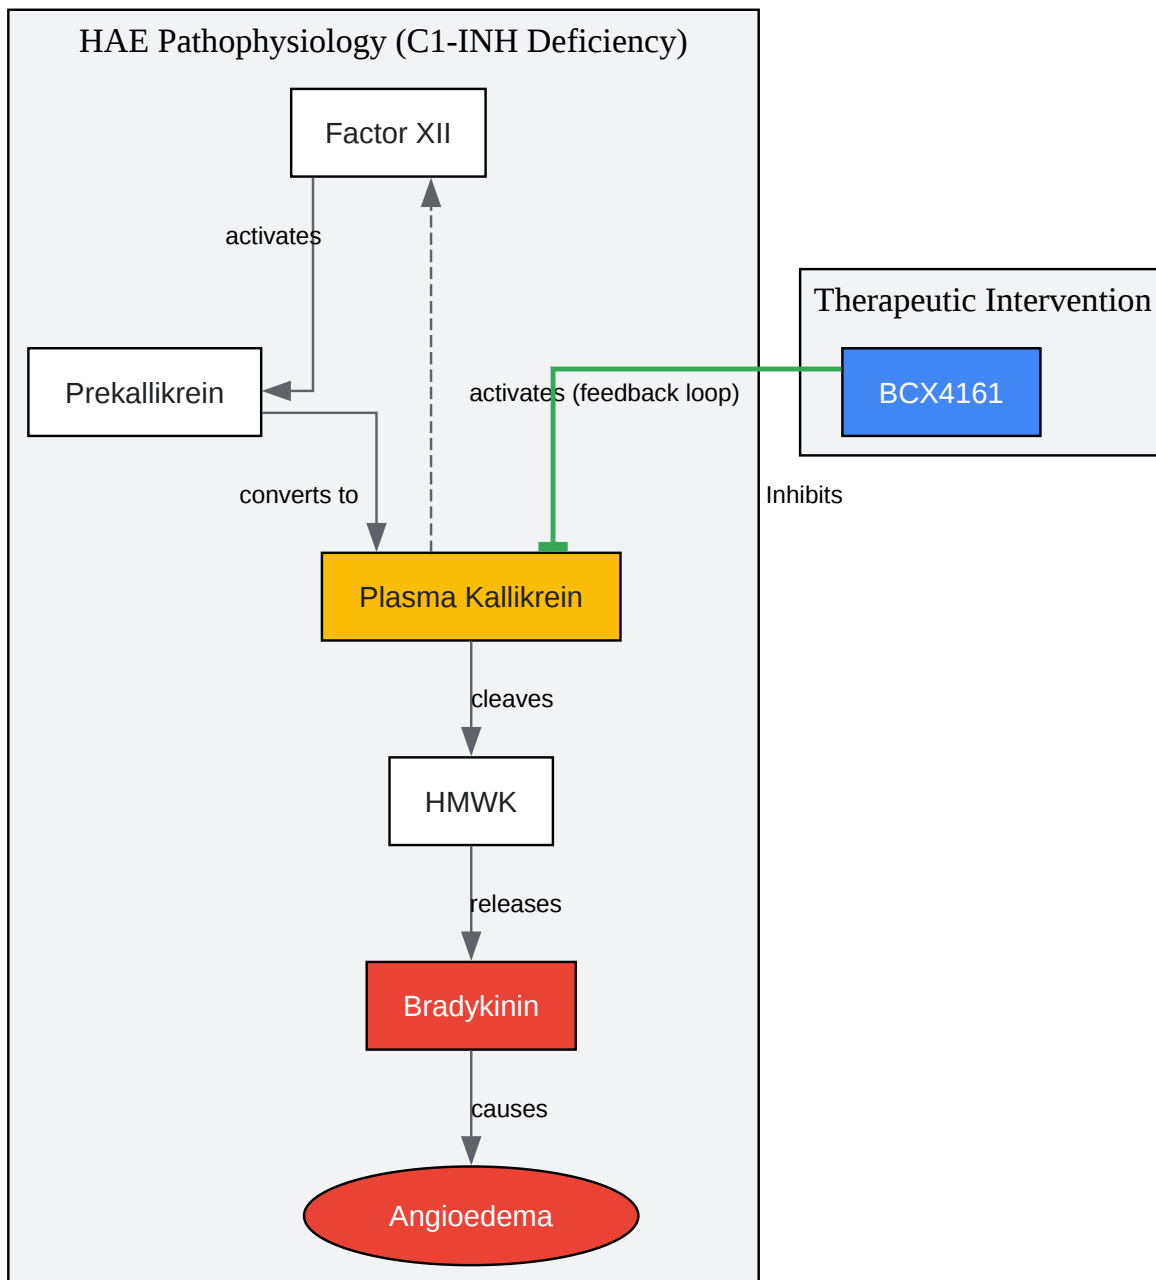 HAE Pathophysiology (C1-INH Deficiency)
Factor XII
activates
Therapeutic Intervention
Prekallikrein
activates (feedback loop)
BCX4161
converts to
Inhibits
Plasma Kallikrein
cleaves
HMWK
releases
Bradykinin
causes
Angioedema